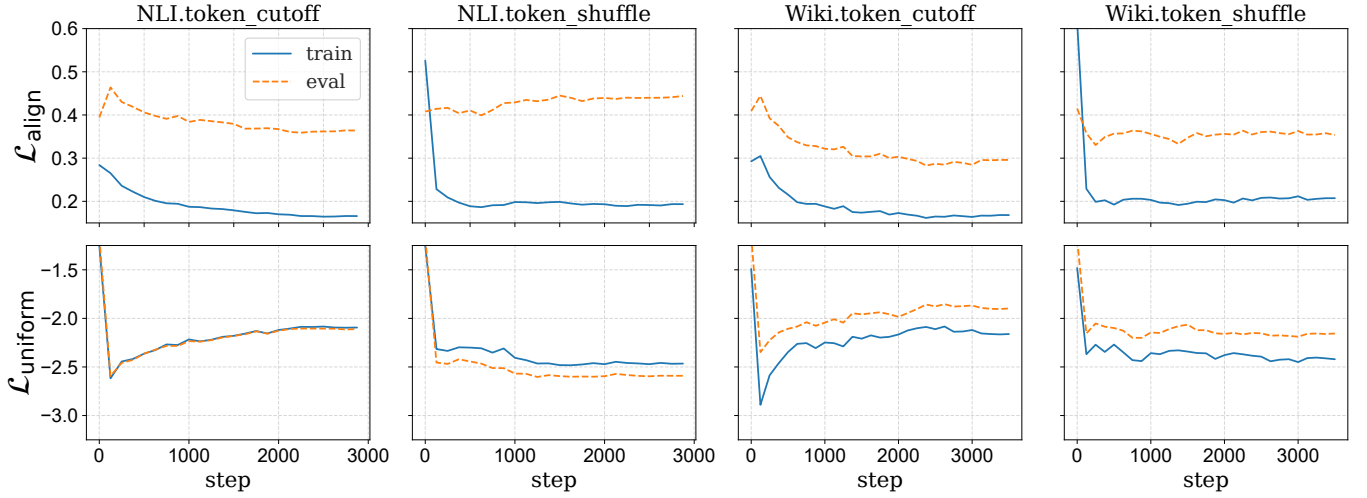 NLI.token_cutoff
NLI.token_shuffle
Wiki.token_cutoff
Wiki.token_shuffle
0.6
0.5
0.4
0.3
0.2
ℒalign
train
eval
−1.5
−2.0
−2.5
−3.0
ℒuniform
0 1000 2000 3000
0 1000 2000 3000
0 1000 2000 3000
0 1000 2000 3000
step
step
step
step